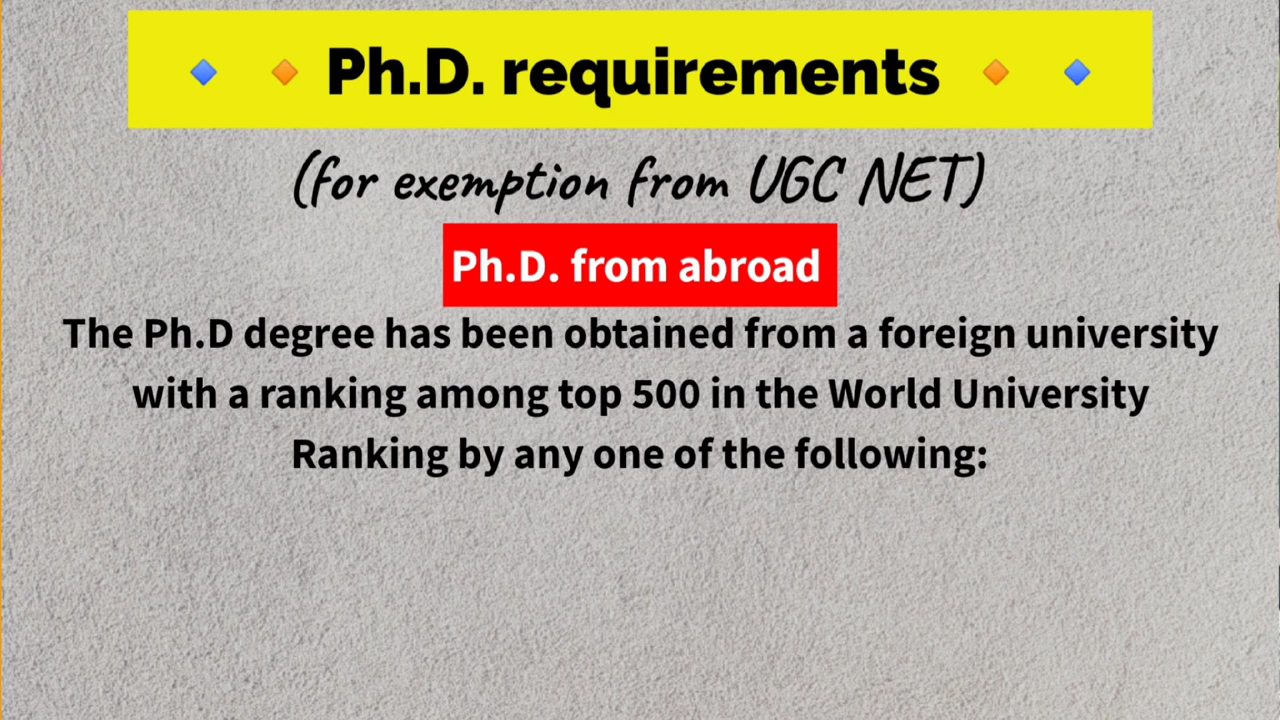 Ph.D. requirements
(for exemption from UGC NET)
Ph.D. from abroad
The Ph.D degree has been obtained from a foreign university
with a ranking among top 500 in the World University
Ranking by any one of the following: